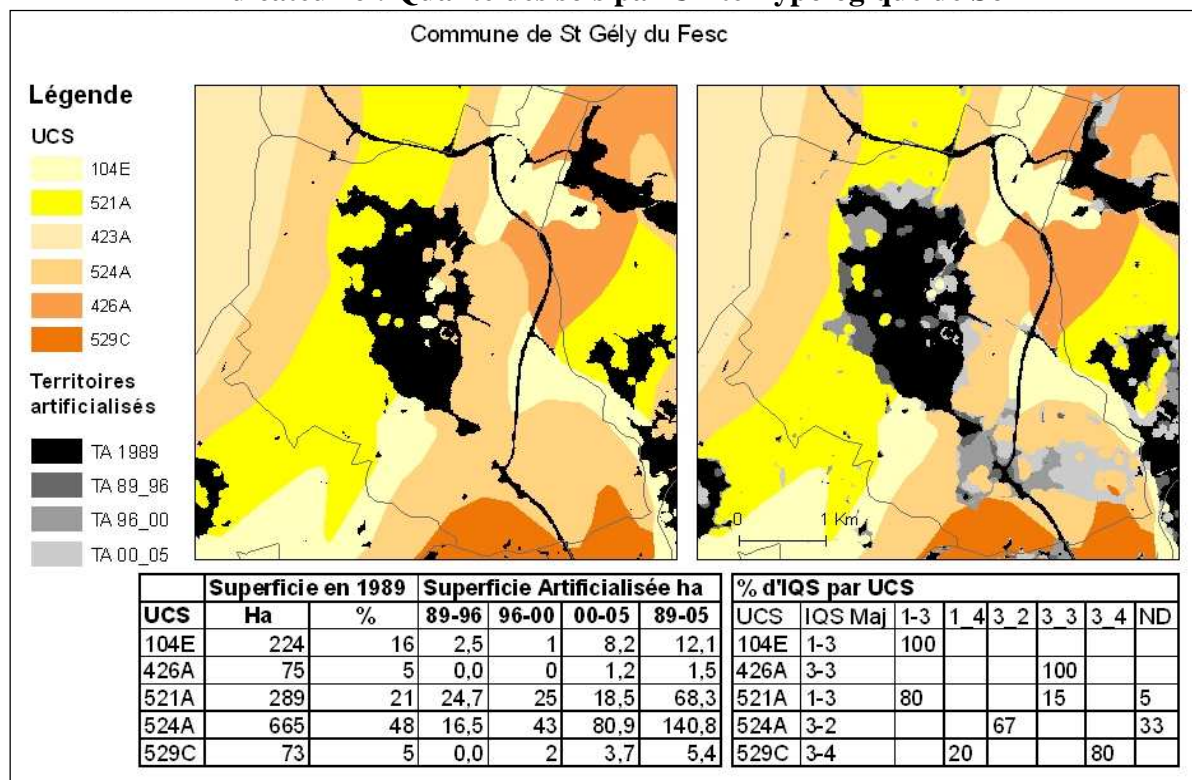 Commune de St Gély du Fesc
Légende
UCS
104E
521A
423A
524A
426A
529C
Territoires
artificialisés
TA 1989
TA 89_96
TA 96_00
TA 00_05
0 1 Km
Superficie en 1989 Superficie Artificialisée ha
UCS Ha % 89-96 96-00 00-05 89-05
104E 224 16 2,5 1 8,2 12,1
426A 75 5 0,0 0 1,2 1,5
521A 289 21 24,7 25 18,5 68,3
524A 665 48 16,5 43 80,9 140,8
529C 73 5 0,0 2 3,7 5,4
% d'IQS par UCS
UCS IQS Maj 1-3 1_4 3_2 3_3 3_4 ND
104E 1-3 100
426A 3-3 100
521A 1-3 80 15 5
524A 3-2 67 33
529C 3-4 20 80